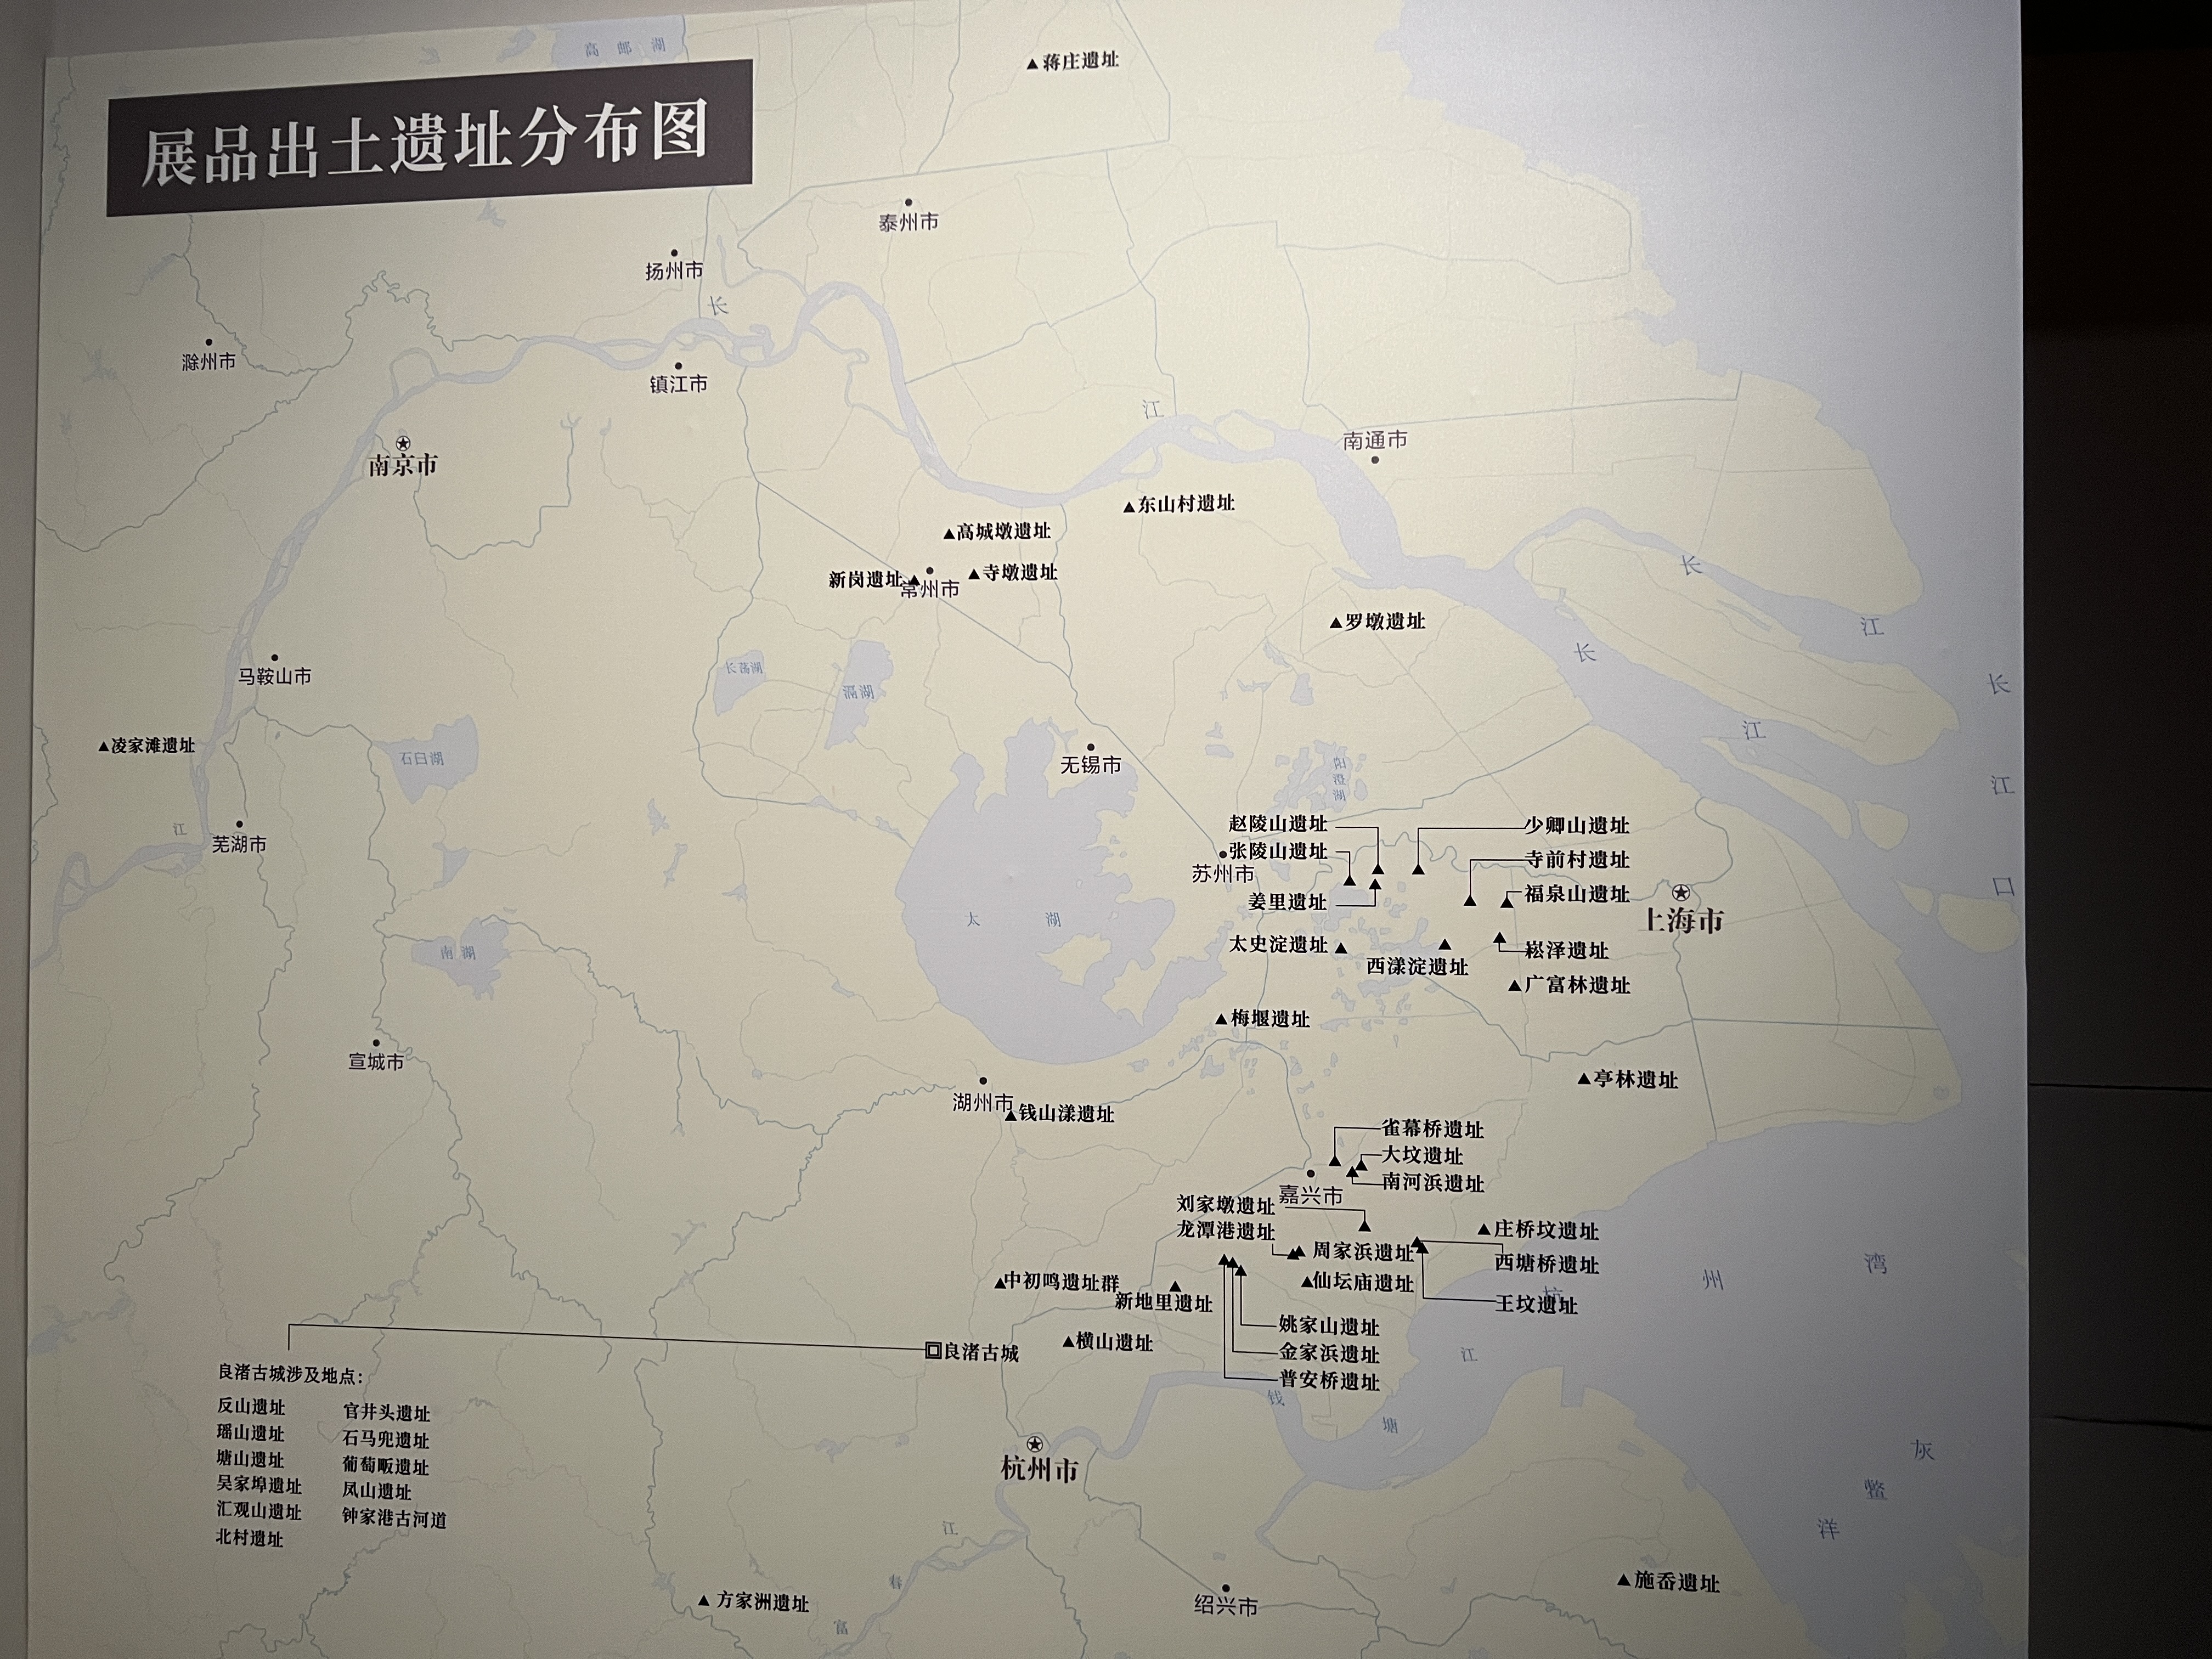 高邮湖
▲蒋庄遗址
展品出土遗址分布图
泰州市
扬州市
长
滁州市
镇江市
江
南京市
南通市
▲东山村遗址
▲高城墩遗址
新岗遗址▲
常州市
▲寺墩遗址
长
江
▲罗墩遗址
长
江
长
江
口
马鞍山市
长荡湖
滆湖
▲凌家滩遗址
石臼湖
无锡市
阳澄湖
江
芜湖市
赵陵山遗址
张陵山遗址
苏州市
姜里遗址
少卿山遗址
寺前村遗址
福泉山遗址
上海市
太湖
南湖
太史淀遗址▲
西漾淀遗址
崧泽遗址
▲广富林遗址
▲梅堰遗址
宣城市
▲亭林遗址
湖州市
▲钱山漾遗址
雀幕桥遗址
大坟遗址
南河浜遗址
嘉兴市
刘家墩遗址
龙潭港遗址
▲庄桥坟遗址
周家浜遗址
西塘桥遗址
▲仙坛庙遗址
王坟遗址
杭
州
湾
▲中初鸣遗址群
新地里遗址
姚家山遗址
金家浜遗址
普安桥遗址
▲横山遗址
良渚古城
江
钱
塘
良渚古城涉及地点：
反山遗址
瑶山遗址
塘山遗址
吴家埠遗址
汇观山遗址
北村遗址
官井头遗址
石马兜遗址
葡萄畈遗址
凤山遗址
钟家港古河道
杭州市
灰
鳖
洋
江
春
富
▲方家洲遗址
绍兴市
▲施岙遗址